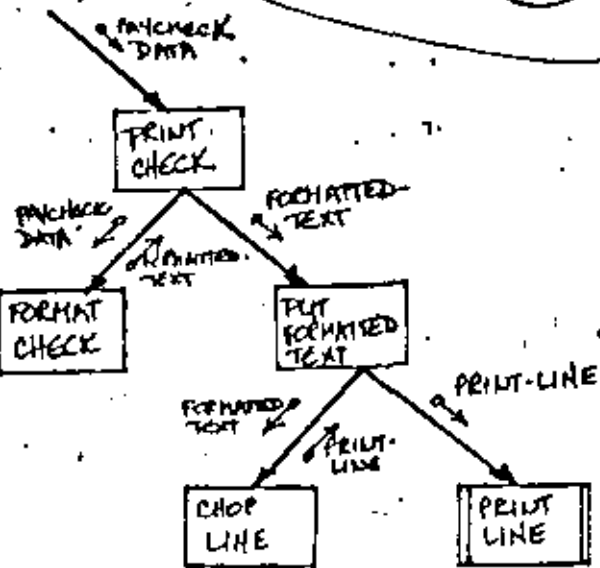 PAYCHECK
DATA
PRINT
CHECK
PAYCHECK
DATA
FORMATTED-
TEXT
FORMATTED-
TEXT
FORMAT
CHECK
PUT
FORMATTED
TEXT
FORMATTED
TEXT
PRINT-
LINE
PRINT-LINE
CHOP
LINE
PRINT
LINE